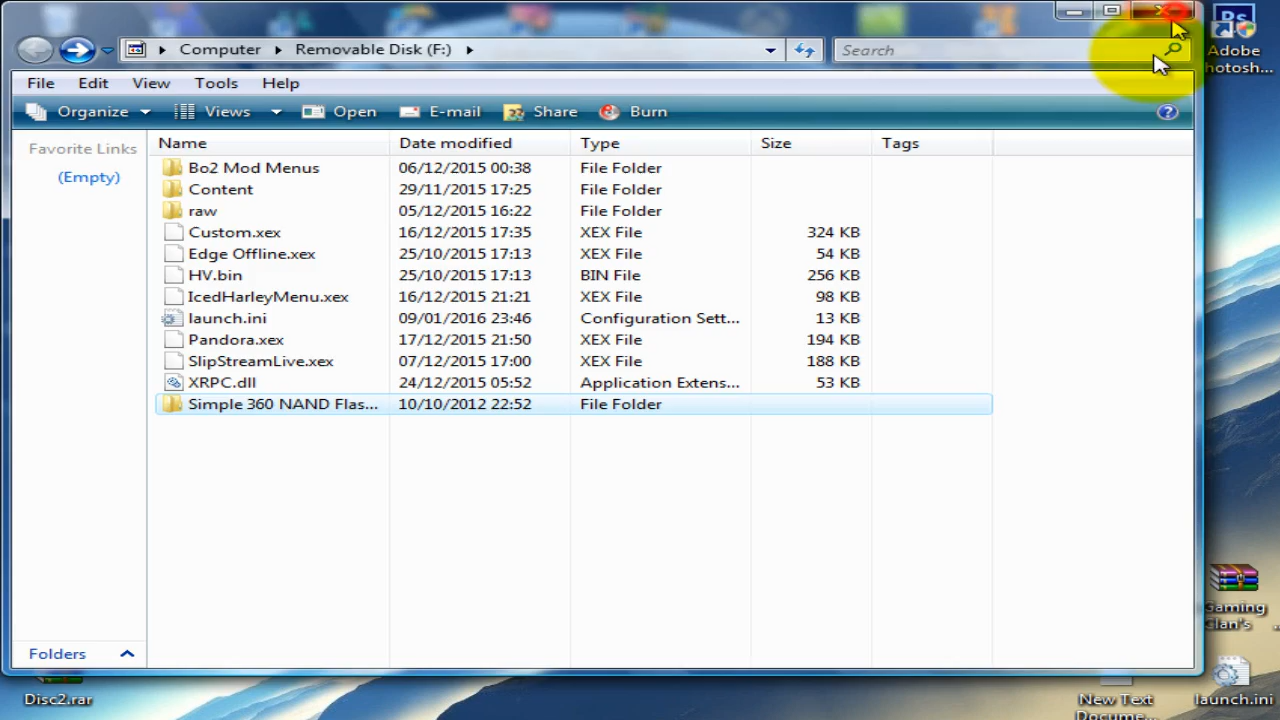 Computer Removable Disk (F:) Search
File Edit View Tools Help
Organize Views Open E-mail Share Burn
Favorite Links
(Empty)
Name Date modified Type Size Tags
Bo2 Mod Menus 06/12/2015 00:38 File Folder
Content 29/11/2015 17:25 File Folder
raw 05/12/2015 16:22 File Folder
Custom.xex 16/12/2015 17:35 XEX File 324 KB
Edge Offline.xex 25/10/2015 17:13 XEX File 54 KB
HV.bin 25/10/2015 17:13 BIN File 256 KB
IcedHarleyMenu.xex 16/12/2015 21:21 XEX File 98 KB
launch.ini 09/01/2016 23:46 Configuration Sett... 13 KB
Pandora.xex 17/12/2015 21:50 XEX File 194 KB
SlipStreamLive.xex 07/12/2015 17:00 XEX File 188 KB
XRPC.dll 24/12/2015 05:52 Application Extens... 53 KB
Simple 360 NAND Flas... 10/10/2012 22:52 File Folder
Folders
Ps
Adobe
hotosh...
Gaming
Clan's ...
Disc2.rar
New Text
Docume...
launch.ini